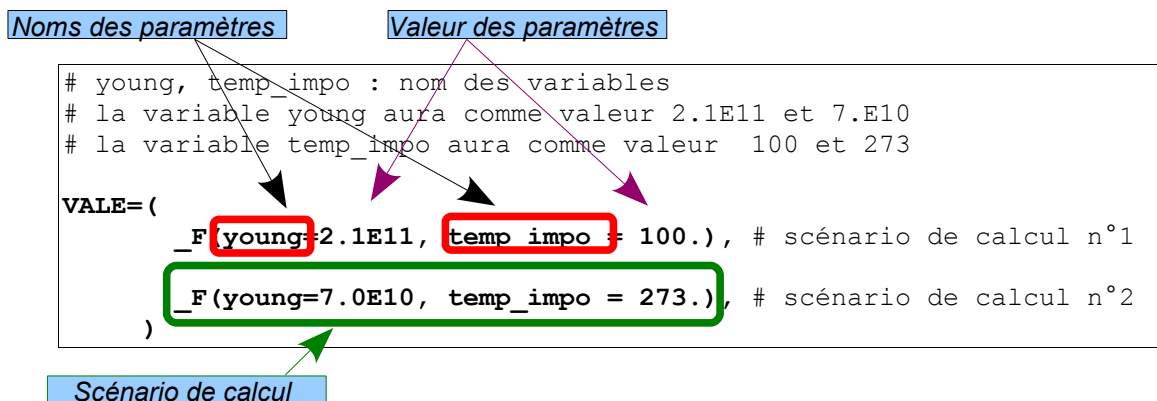 Noms des paramètres Valeur des paramètres
# young, temp_impo : nom des variables
# la variable young aura comme valeur 2.1E11 et 7.E10
# la variable temp_impo aura comme valeur 100 et 273
VALE=(
_F(young=2.1E11, temp_impo = 100.), # scénario de calcul n°1
_F(young=7.0E10, temp_impo = 273.), # scénario de calcul n°2
)
Scénario de calcul